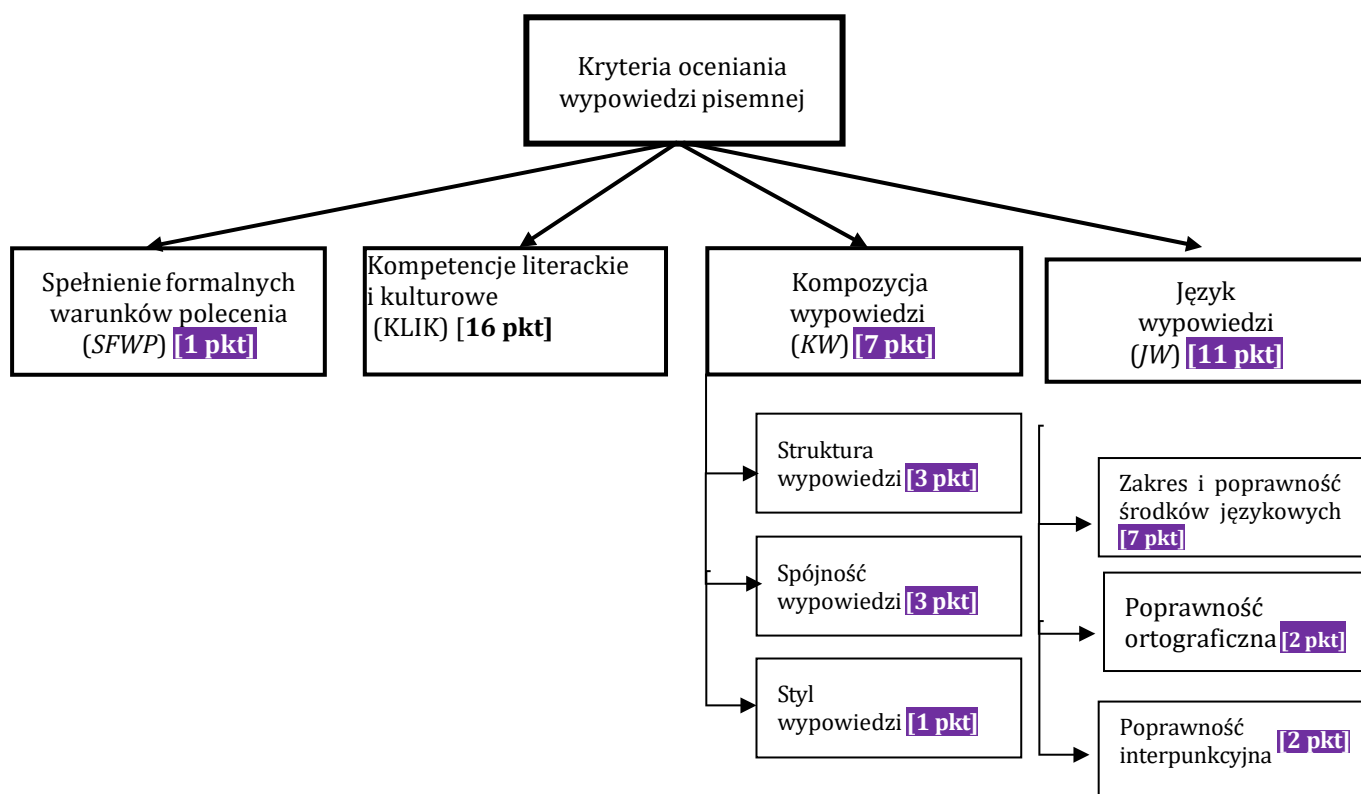 Kryteria oceniania
wypowiedzi pisemnej
Spełnienie formalnych
warunków polecenia
(SFWP) [1 pkt]
Kompetencje literackie
i kulturowe
(KLIK) [16 pkt]
Kompozycja
wypowiedzi
(KW) [7 pkt]
Język
wypowiedzi
(JW) [11 pkt]
Struktura
wypowiedzi [3 pkt]
Spójność
wypowiedzi [3 pkt]
Styl
wypowiedzi [1 pkt]
Zakres i poprawność
środków językowych
[7 pkt]
Poprawność
ortograficzna [2 pkt]
Poprawność
interpunkcyjna [2 pkt]